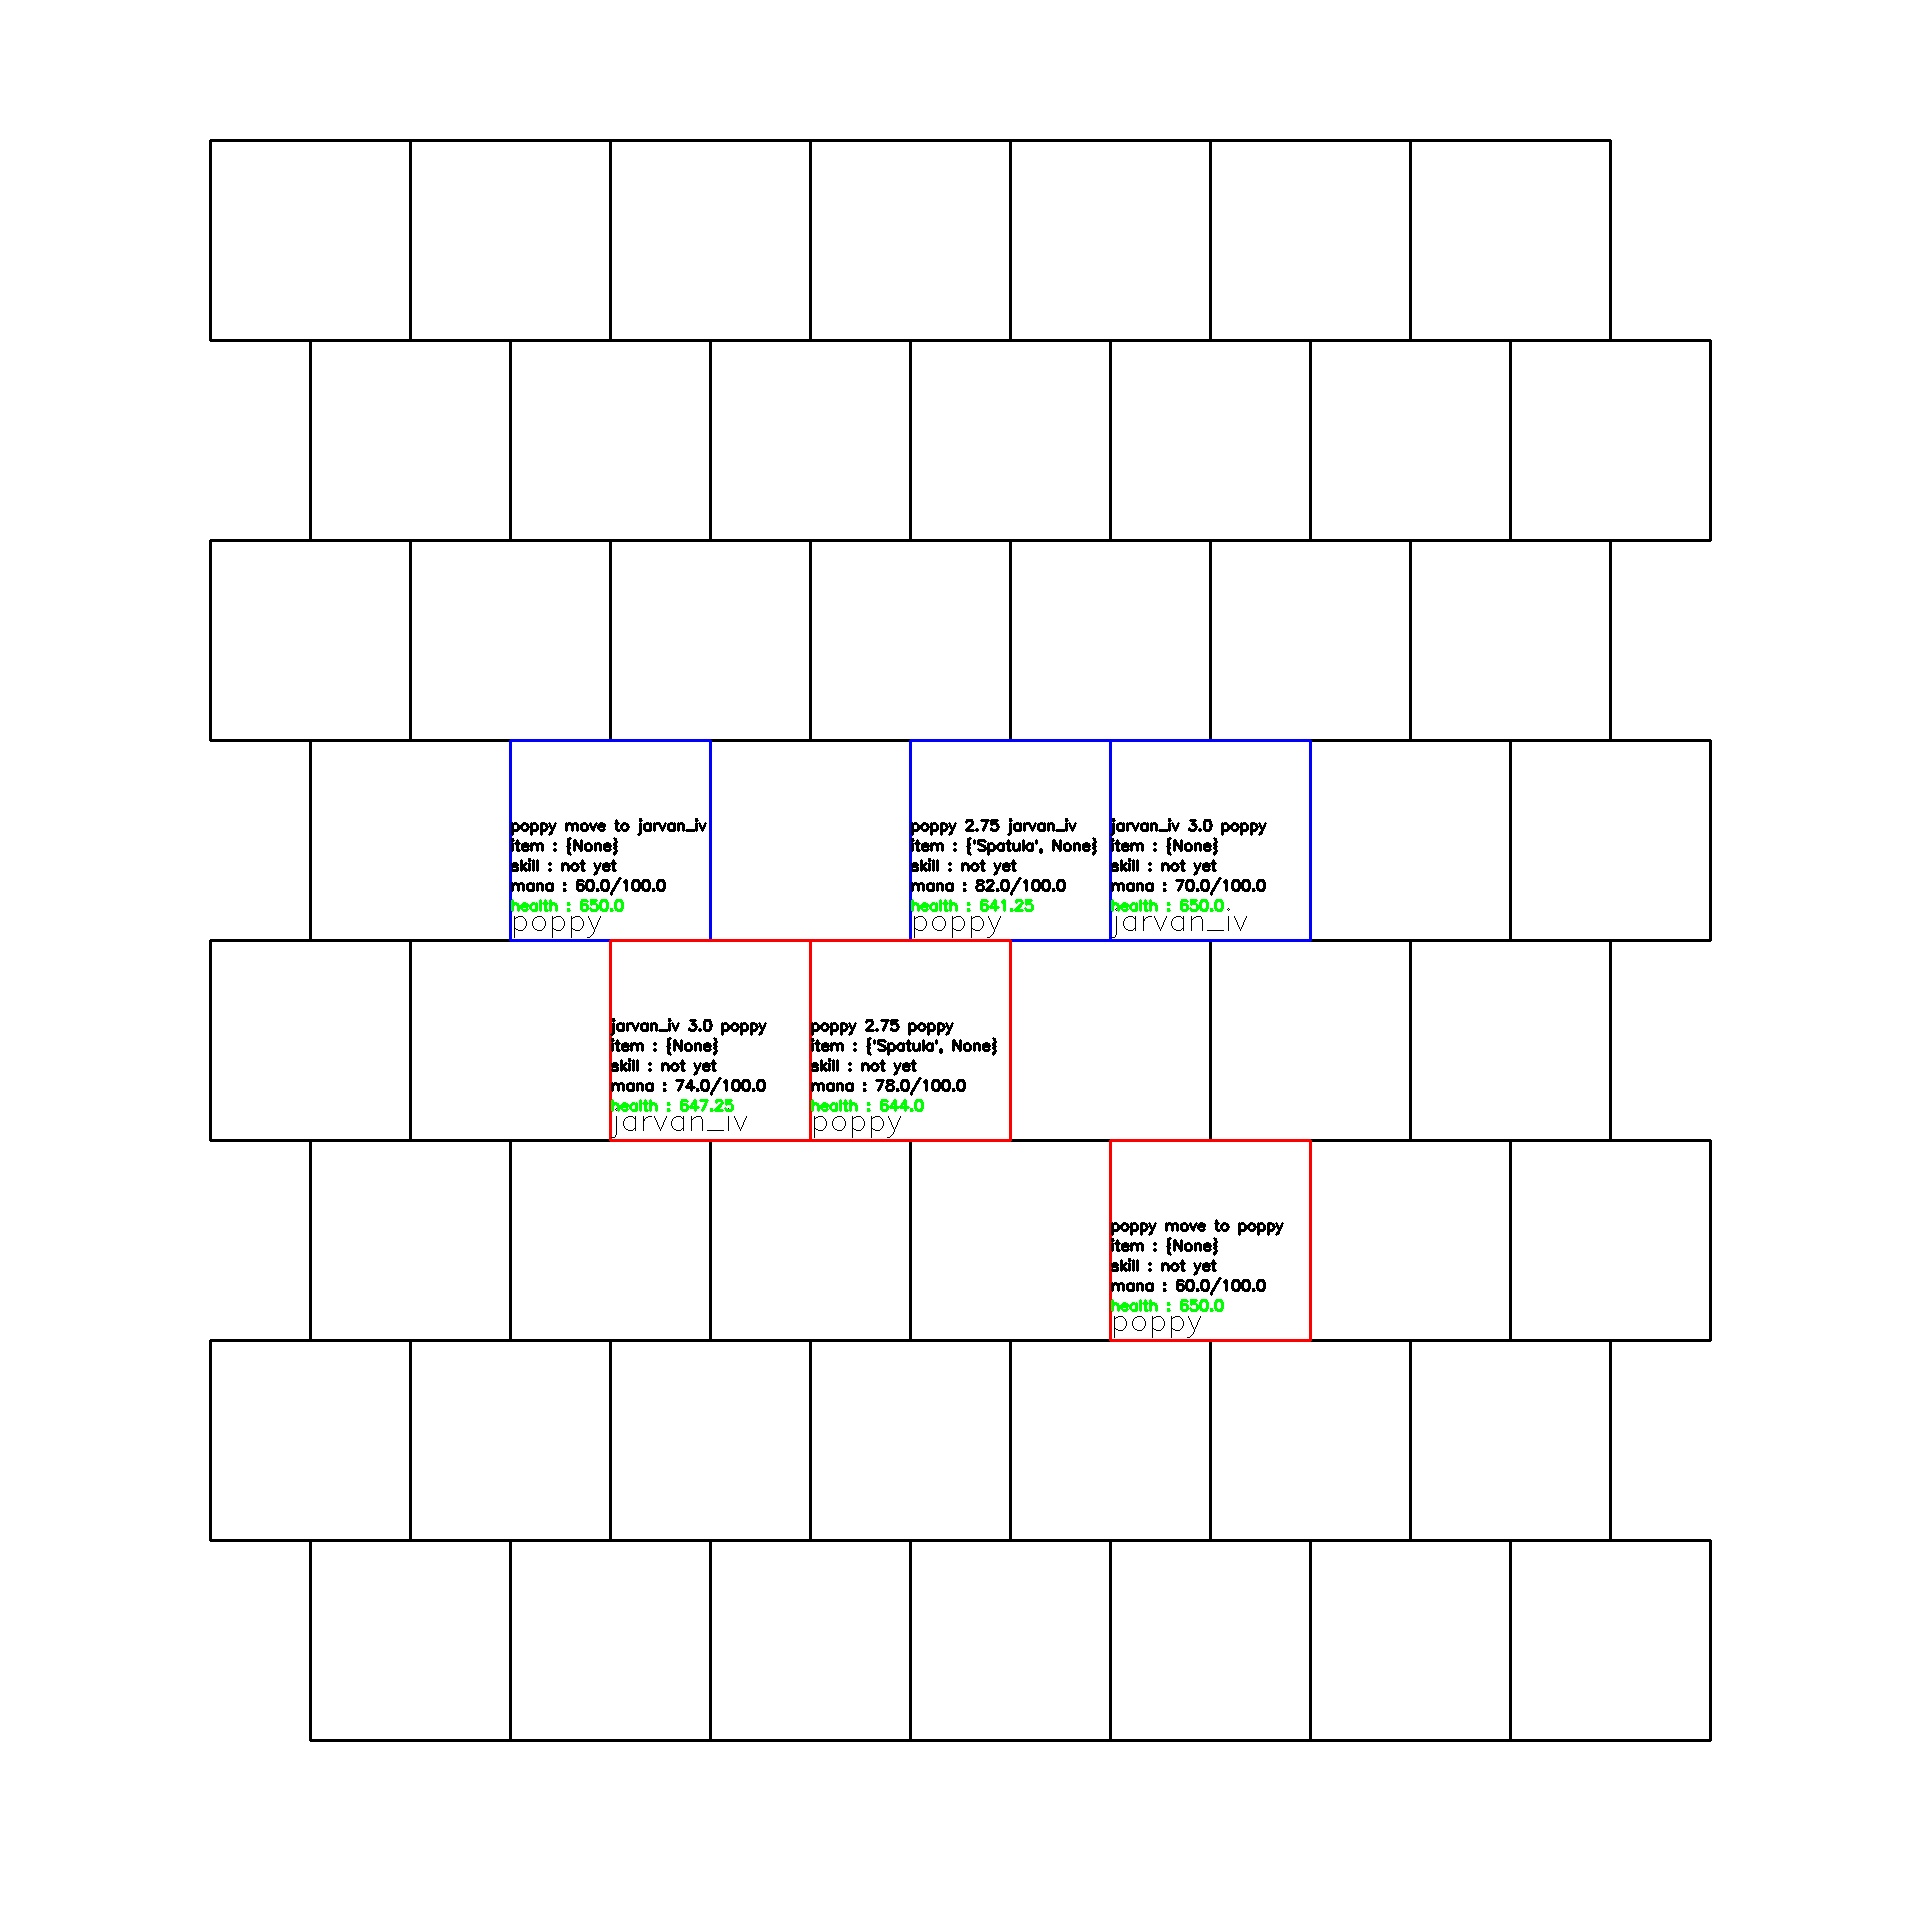 poppy move to jarvan_iv
item : {None}
skill : not yet
mana : 60.0/100.0
health : 650.0
poppy
poppy 2.75 jarvan_iv
item : {'Spatula', None}
skill : not yet
mana : 82.0/100.0
health : 641.25
poppy
jarvan_iv 3.0 poppy
item : {None}
skill : not yet
mana : 70.0/100.0
health : 650.0
jarvan_iv
jarvan_iv 3.0 poppy
item : {None}
skill : not yet
mana : 74.0/100.0
health : 647.25
jarvan_iv
poppy 2.75 poppy
item : {'Spatula', None}
skill : not yet
mana : 78.0/100.0
health : 644.0
poppy
poppy move to poppy
item : {None}
skill : not yet
mana : 60.0/100.0
health : 650.0
poppy